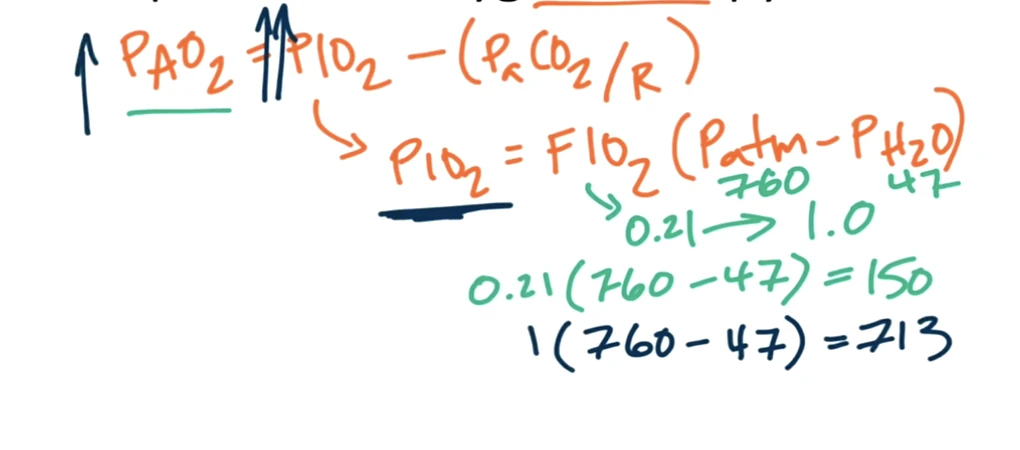 ↑ PAO2 = ↑↑ PIO2 - (PaCO2/R)
↳ PIO2 = FIO2 (Patm - PH2O)
760 47
↳ 0.21 → 1.0
0.21 (760 - 47) = 150
1 (760 - 47) = 713